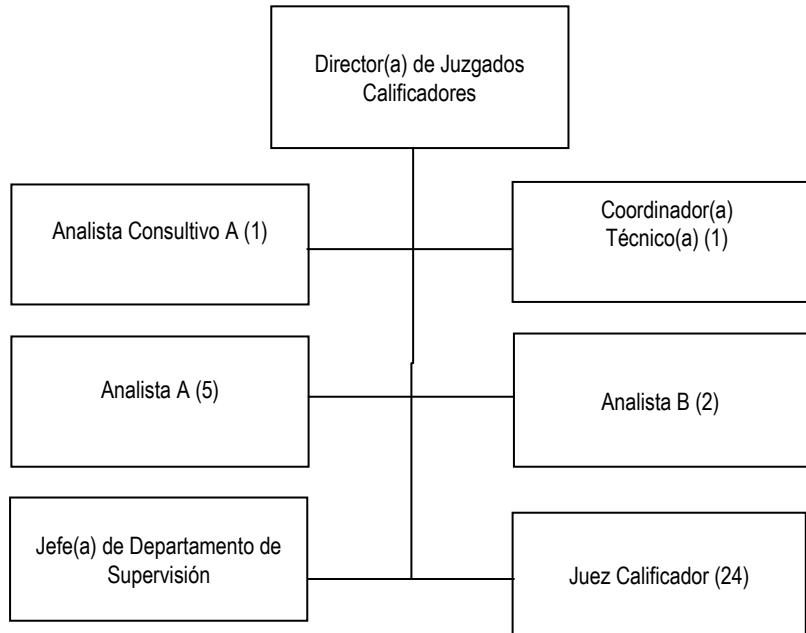 Director(a) de Juzgados
Calificadores
Analista Consultivo A (1)
Coordinador(a)
Técnico(a) (1)
Analista A (5)
Analista B (2)
Jefe(a) de Departamento de
Supervisión
Juez Calificador (24)